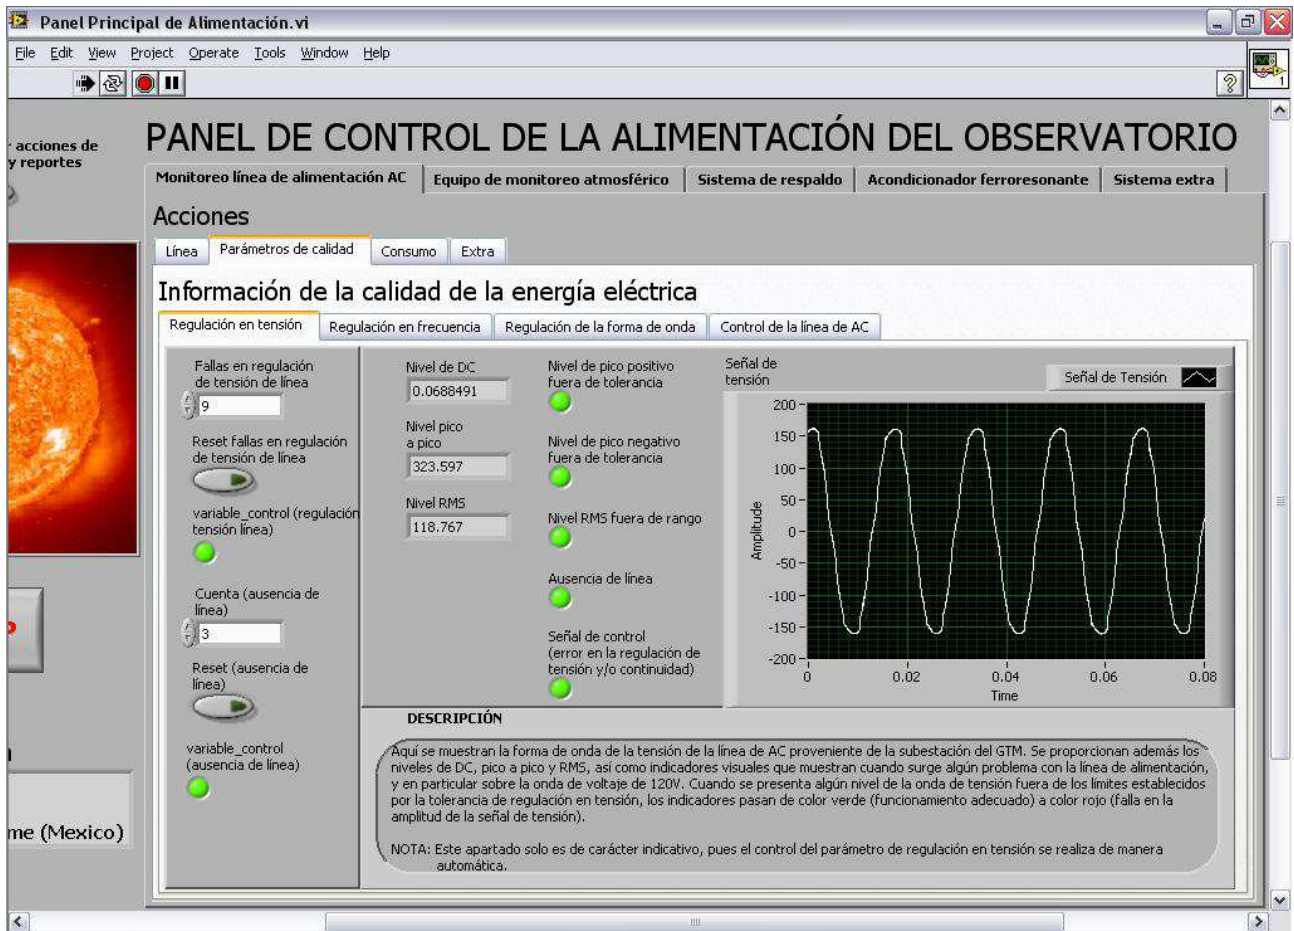 Panel Principal de Alimentación.vi
File Edit View Project Operate Tools Window Help
1
acciones de
y reportes
PANEL DE CONTROL DE LA ALIMENTACIÓN DEL OBSERVATORIO
Monitoreo línea de alimentación AC Equipo de monitoreo atmosférico Sistema de respaldo Acondicionador ferroresonante Sistema extra
Acciones
Línea Parámetros de calidad Consumo Extra
Información de la calidad de la energía eléctrica
Regulación en tensión Regulación en frecuencia Regulación de la forma de onda Control de la línea de AC
Fallas en regulación
de tensión de línea
9
Reset fallas en regulación
de tensión de línea
variable_control (regulación
tensión línea)
Cuenta (ausencia de
línea)
3
Reset (ausencia de
línea)
variable_control
(ausencia de línea)
Nivel de DC
0.0688491
Nivel pico
a pico
323.597
Nivel RMS
118.767
Nivel de pico positivo
fuera de tolerancia
Nivel de pico negativo
fuera de tolerancia
Nivel RMS fuera de rango
Ausencia de línea
Señal de control
(error en la regulación de
tensión y/o continuidad)
Señal de
tensión
Señal de Tensión
200
150
100
50
0
-50
-100
-150
-200
Amplitude
0 0.02 0.04 0.06 0.08
Time
DESCRIPCIÓN
Aquí se muestran la forma de onda de la tensión de la línea de AC proveniente de la subestación del GTM. Se proporcionan además los
niveles de DC, pico a pico y RMS, así como indicadores visuales que muestran cuando surge algún problema con la línea de alimentación,
y en particular sobre la onda de voltaje de 120V. Cuando se presenta algún nivel de la onda de tensión fuera de los límites establecidos
por la tolerancia de regulación en tensión, los indicadores pasan de color verde (funcionamiento adecuado) a color rojo (falla en la
amplitud de la señal de tensión).
NOTA: Este apartado solo es de carácter indicativo, pues el control del parámetro de regulación en tensión se realiza de manera
automática.
me (Mexico)